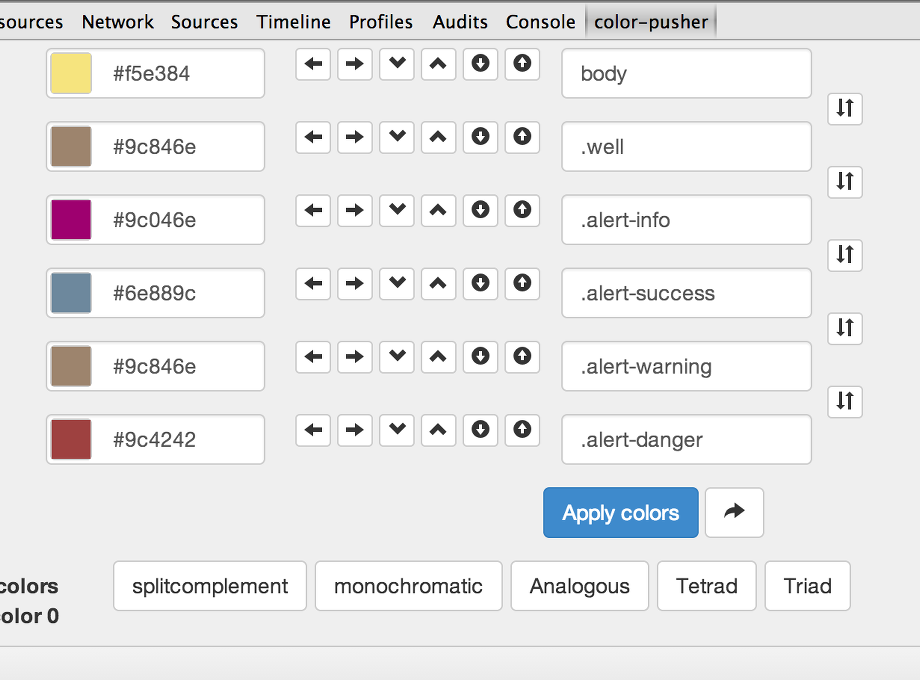 sources Network Sources Timeline Profiles Audits Console color-pusher
#f5e384 body
#9c846e .well
#9c046e .alert-info
#6e889c .alert-success
#9c846e .alert-warning
#9c4242 .alert-danger
Apply colors
colors splitcomplement monochromatic Analogous Tetrad Triad
color 0